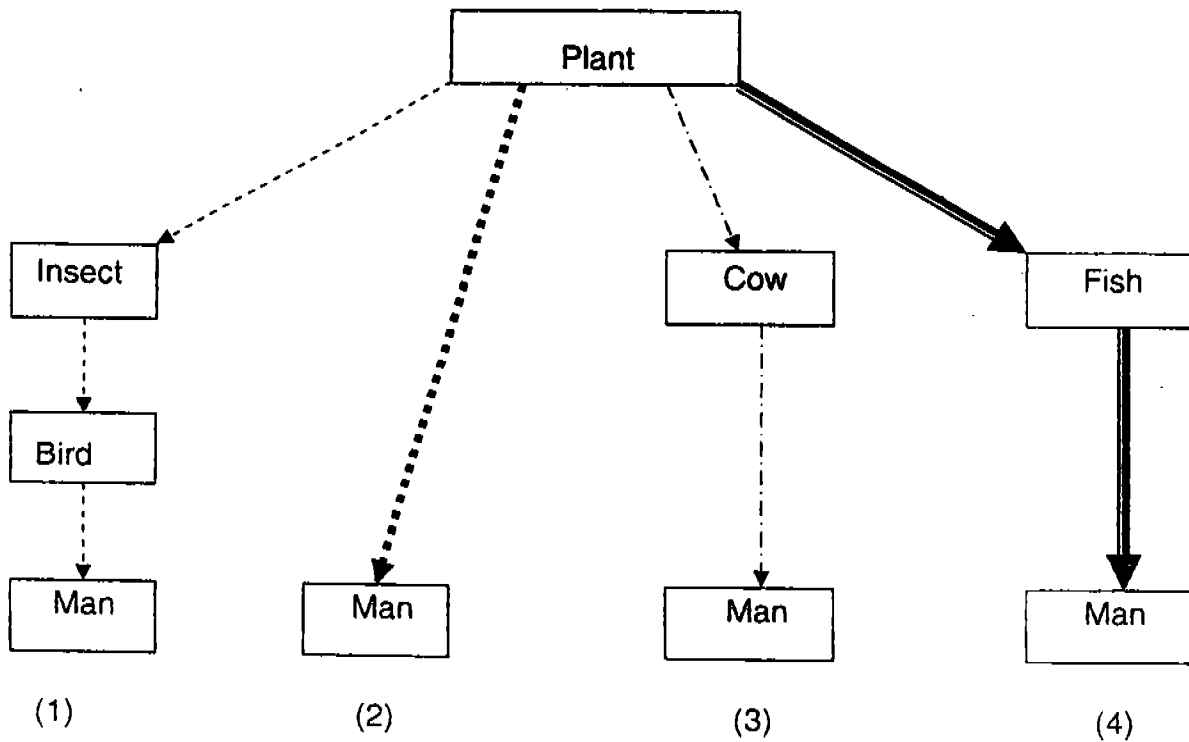 Plant
Insect
Cow
Fish
Bird
Man
Man
Man
Man
(1)
(2)
(3)
(4)